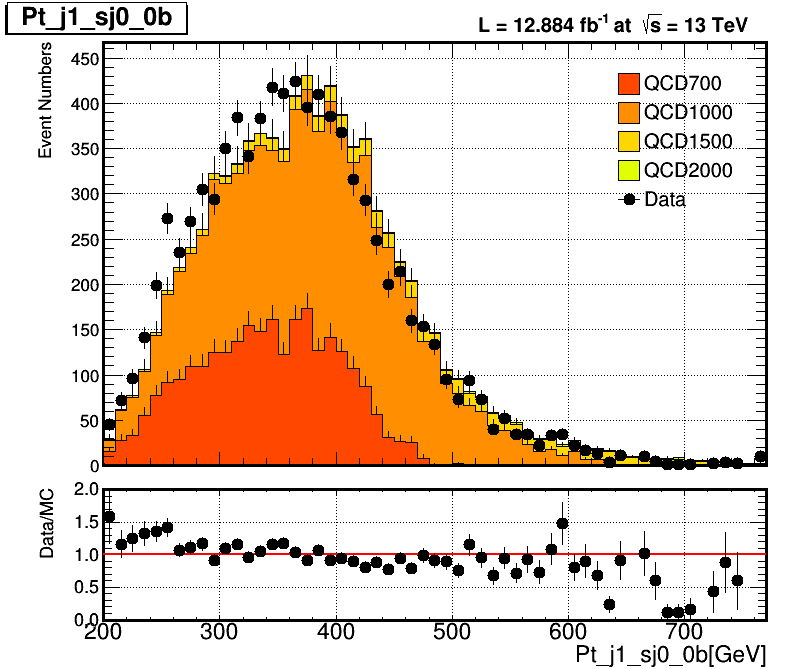 Pt_j1_sj0_0b
L = 12.884 fb⁻¹ at √s = 13 TeV
Event Numbers
450
400
350
300
250
200
150
100
50
0
QCD700
QCD1000
QCD1500
QCD2000
Data
Data/MC
2.0
1.5
1.0
0.5
0.0
200
300
400
500
600
700
Pt_j1_sj0_0b[GeV]